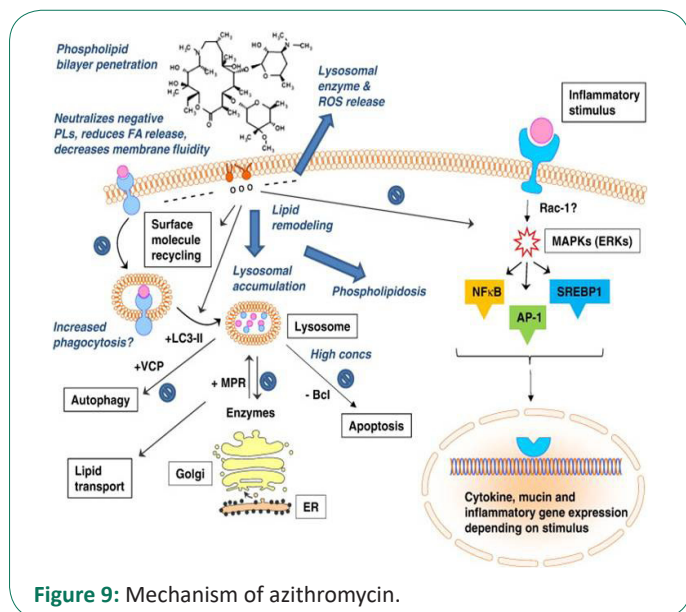 Phospholipid
bilayer penetration
Neutralizes negative
PLs, reduces FA release,
decreases membrane fluidity
Lysosomal
enzyme &
ROS release
Inflammatory
stimulus
Rac-1?
MAPKs (ERKs)
NFκB
AP-1
SREBP1
Surface
molecule
recycling
Lipid
remodeling
Lysosomal
accumulation
Phospholipidosis
Increased
phagocytosis?
+LC3-II
Lysosome
+VCP
High concs
+ MPR
- Bcl
Autophagy
Enzymes
Apoptosis
Lipid
transport
Golgi
ER
Cytokine, mucin and
inflammatory gene expression
depending on stimulus
Figure 9: Mechanism of azithromycin.